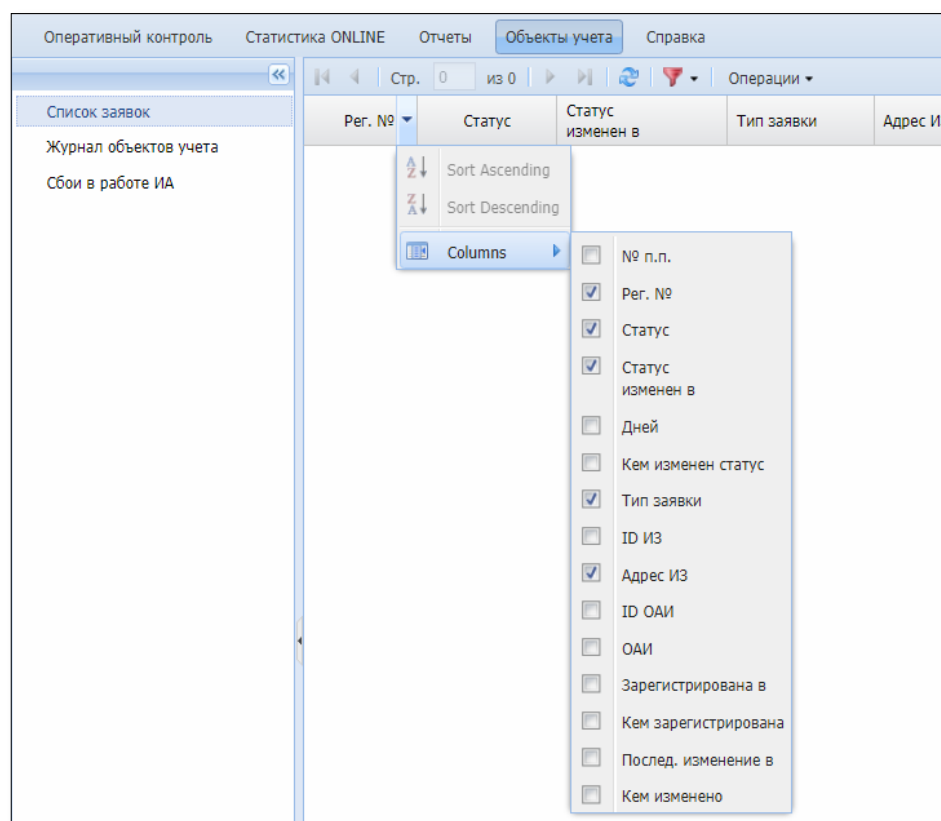 Оперативный контроль Статистика ONLINE Отчеты Объекты учета Справка
Стр. 0 из 0 Операции
Список заявок
Журнал объектов учета
Сбои в работе ИА
Рег. № Статус Статус изменен в Тип заявки Адрес И
Sort Ascending
Sort Descending
Columns
№ п.п.
Рег. №
Статус
Статус
изменен в
Дней
Кем изменен статус
Тип заявки
ID ИЗ
Адрес ИЗ
ID ОАИ
ОАИ
Зарегистрирована в
Кем зарегистрирована
Послед. изменение в
Кем изменено